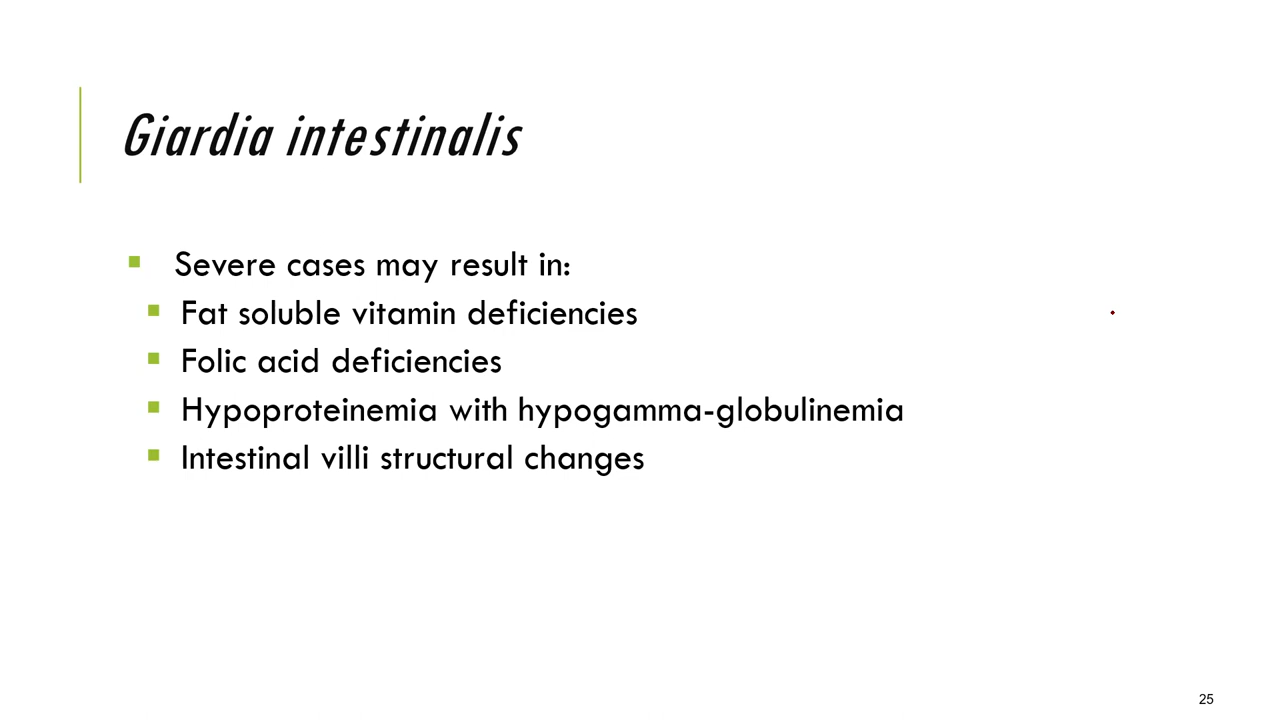 Giardia intestinalis
Severe cases may result in:
Fat soluble vitamin deficiencies
Folic acid deficiencies
Hypoproteinemia with hypogamma-globulinemia
Intestinal villi structural changes
25